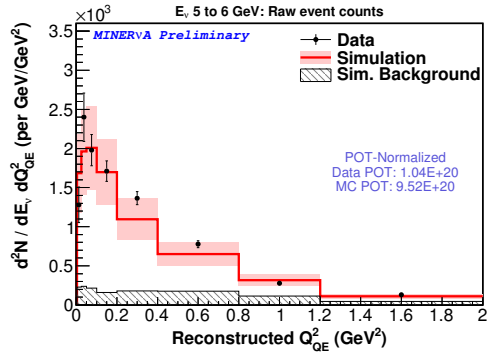 E_ν 5 to 6 GeV: Raw event counts
×10³
MINERνA Preliminary
Data
Simulation
Sim. Background
POT-Normalized
Data POT: 1.04E+20
MC POT: 9.52E+20
d²N / dE_ν dQ²_QE (per GeV/GeV²)
3.5
3
2.5
2
1.5
1
0.5
0
0 0.2 0.4 0.6 0.8 1 1.2 1.4 1.6 1.8 2
Reconstructed Q²_QE (GeV²)